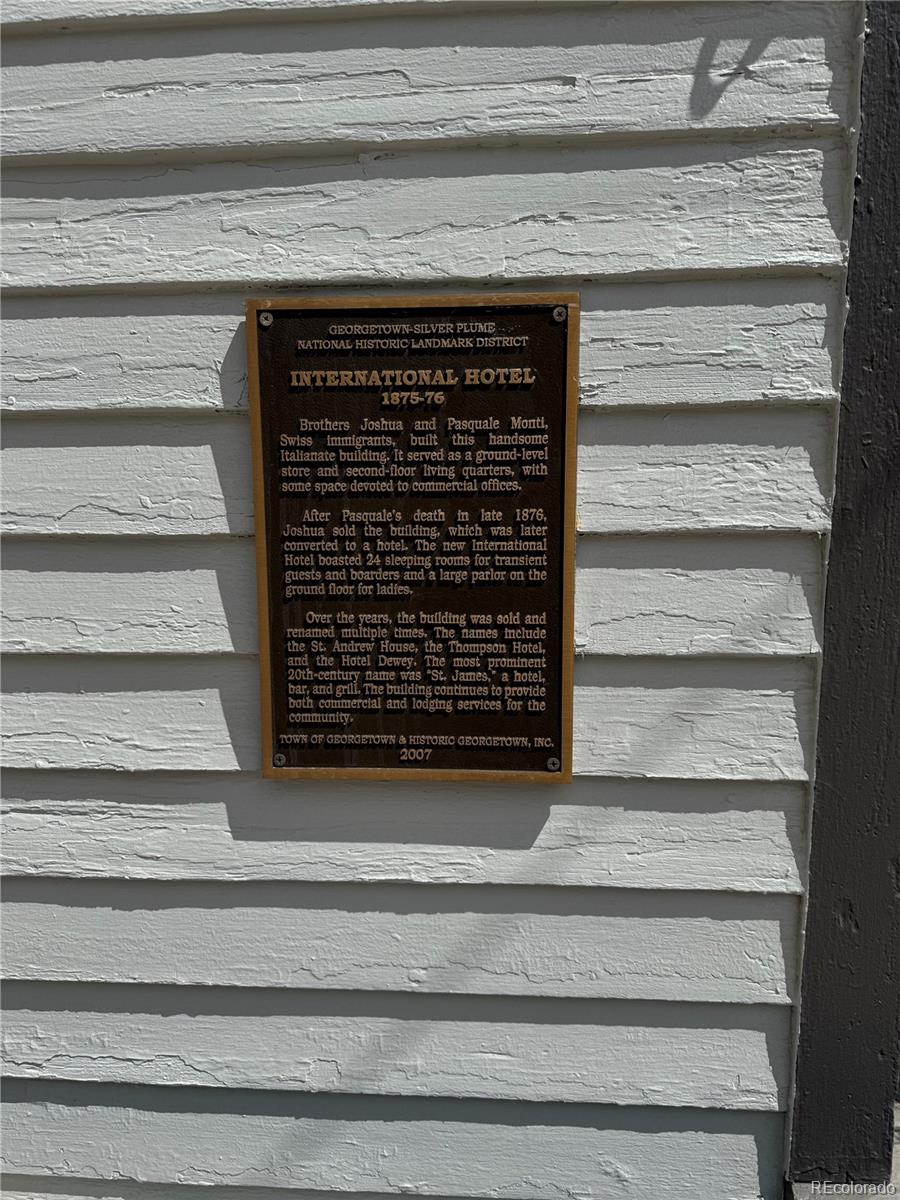 GEORGETOWN-SILVER PLUME
NATIONAL HISTORIC LANDMARK DISTRICT
INTERNATIONAL HOTEL
1875-76
Brothers Joshua and Pasquale Monti,
Swiss immigrants, built this handsome
Italianate building. It served as a ground-level
store and second-floor living quarters, with
some space devoted to commercial offices.
After Pasquale's death in late 1876,
Joshua sold the building, which was later
converted to a hotel. The new International
Hotel boasted 24 sleeping rooms for transient
guests and boarders and a large parlor on the
ground floor for ladies.
Over the years, the building was sold and
renamed multiple times. The names include
the St. Andrew House, the Thompson Hotel,
and the Hotel Dewey. The most prominent
20th-century name was "St. James," a hotel,
bar, and grill. The building continues to provide
both commercial and lodging services for the
community.
TOWN OF GEORGETOWN & HISTORIC GEORGETOWN, INC.
2007
REcolorado